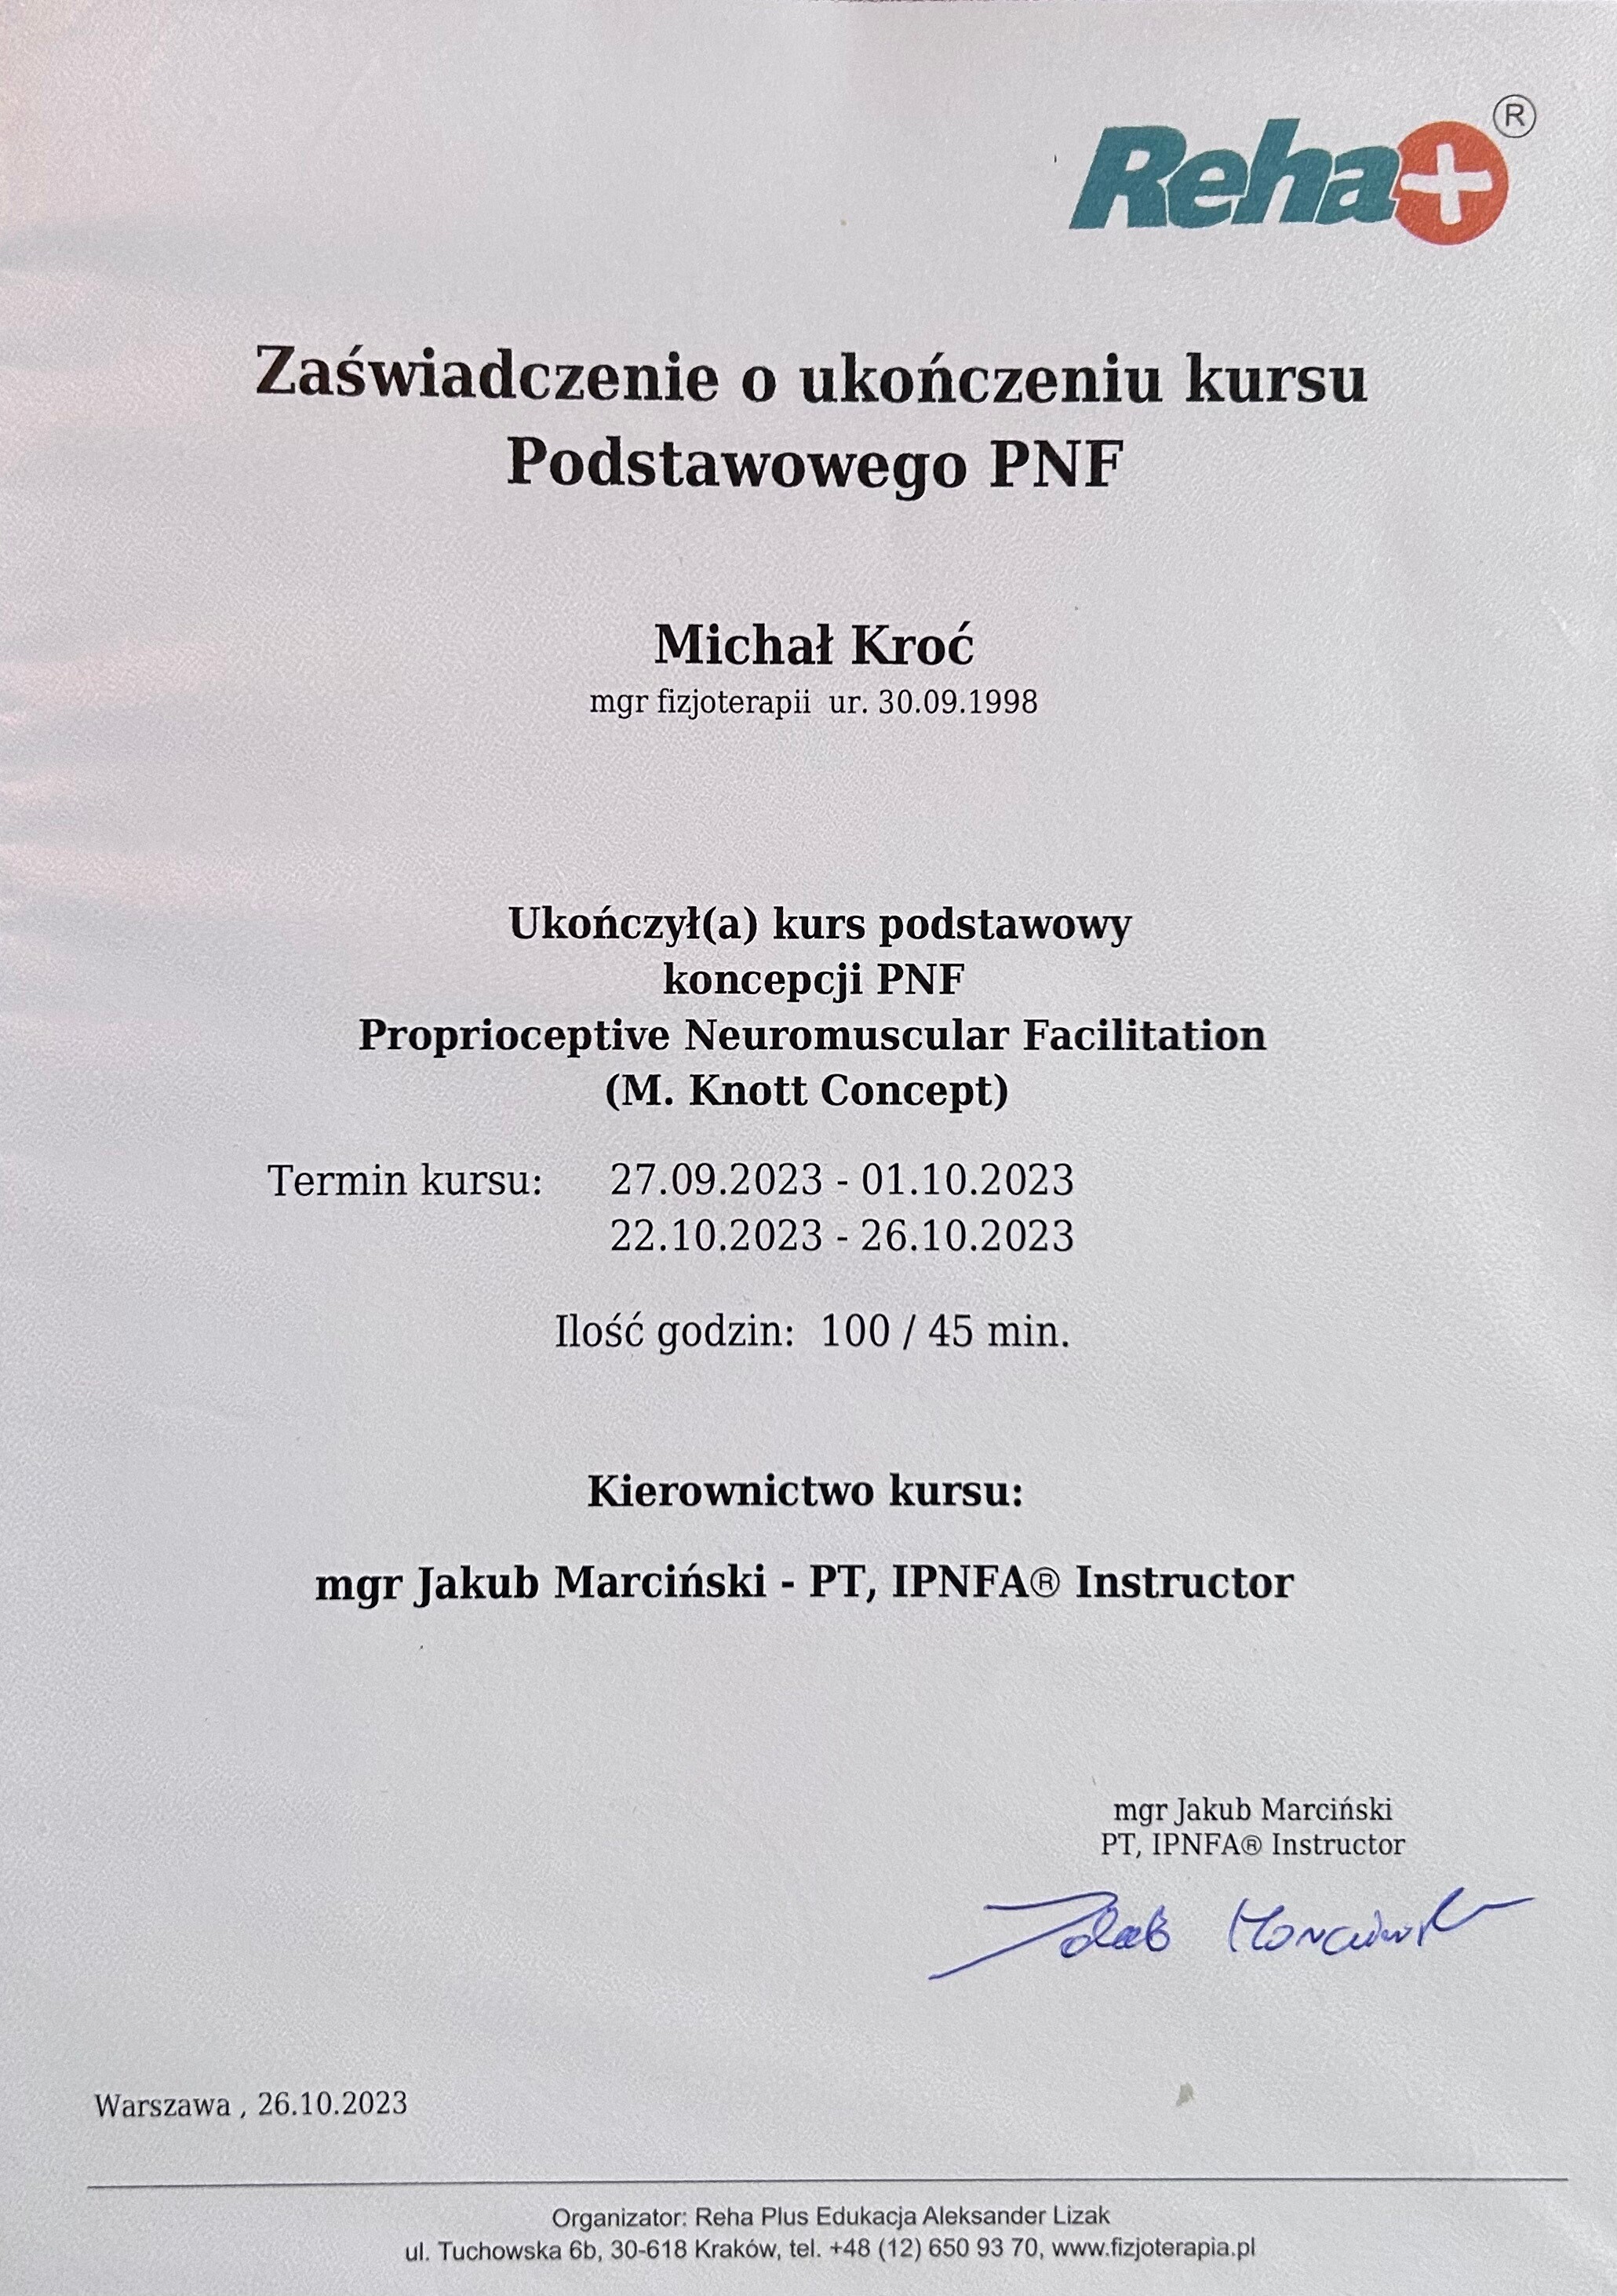 Reha+®
Zaświadczenie o ukończeniu kursu
Podstawowego PNF
Michał Kroć
mgr fizjoterapii ur. 30.09.1998
Ukończył(a) kurs podstawowy
koncepcji PNF
Proprioceptive Neuromuscular Facilitation
(M. Knott Concept)
Termin kursu: 27.09.2023 - 01.10.2023
22.10.2023 - 26.10.2023
Ilość godzin: 100 / 45 min.
Kierownictwo kursu:
mgr Jakub Marciński - PT, IPNFA® Instructor
mgr Jakub Marciński
PT, IPNFA® Instructor
Jakub Marciński
Warszawa , 26.10.2023
Organizator: Reha Plus Edukacja Aleksander Lizak
ul. Tuchowska 6b, 30-618 Kraków, tel. +48 (12) 650 93 70, www.fizjoterapia.pl